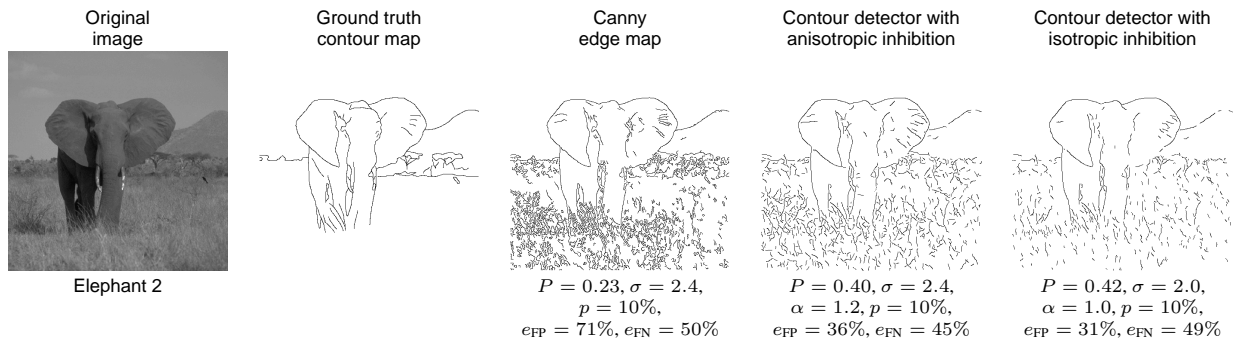 Original
image
Ground truth
contour map
Canny
edge map
Contour detector with
anisotropic inhibition
Contour detector with
isotropic inhibition
Elephant 2
P = 0.23, σ = 2.4,
p = 10%,
e_FP = 71%, e_FN = 50%
P = 0.40, σ = 2.4,
α = 1.2, p = 10%,
e_FP = 36%, e_FN = 45%
P = 0.42, σ = 2.0,
α = 1.0, p = 10%,
e_FP = 31%, e_FN = 49%